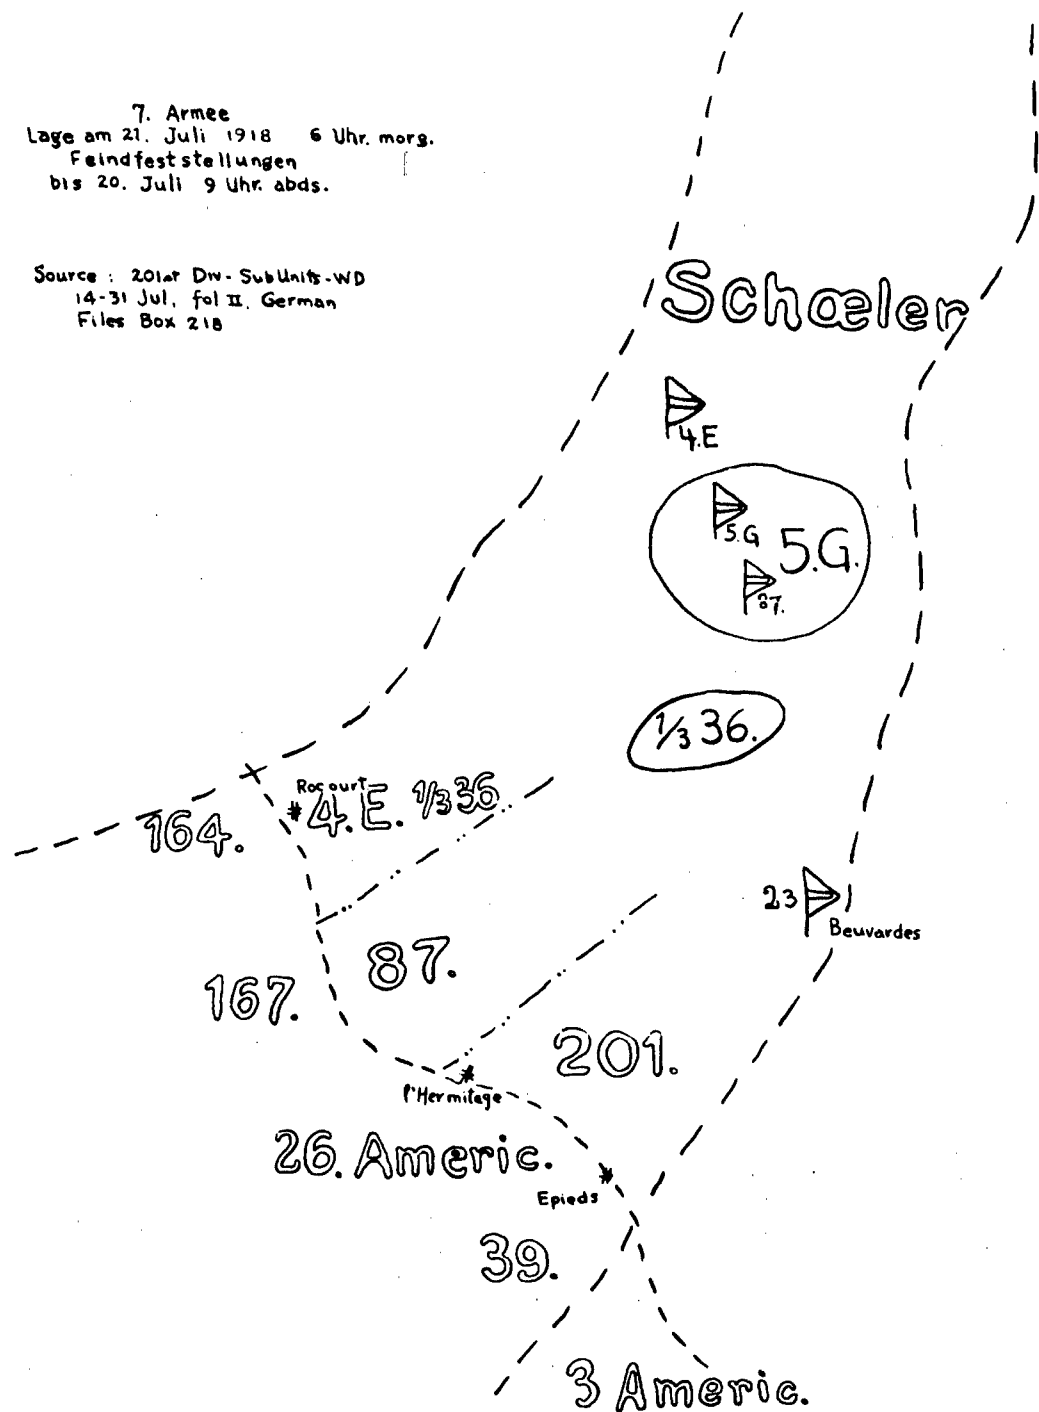 7. Armee
Lage am 21. Juli 1918 6 Uhr. morg.
Feindfeststellungen
bis 20. Juli 9 Uhr. abds.
Source: 201st Div-SubUnits-WD
14-31 Jul, fol II, German
Files Box 218
Schæler
4.E
5.G
5.G.
87.
1/3 36.
Rocourt
4.E. 1/3 36
164.
23
Beuvardes
87.
167.
201.
l'Hermitage
26. Americ.
Epieds
39.
3 Americ.